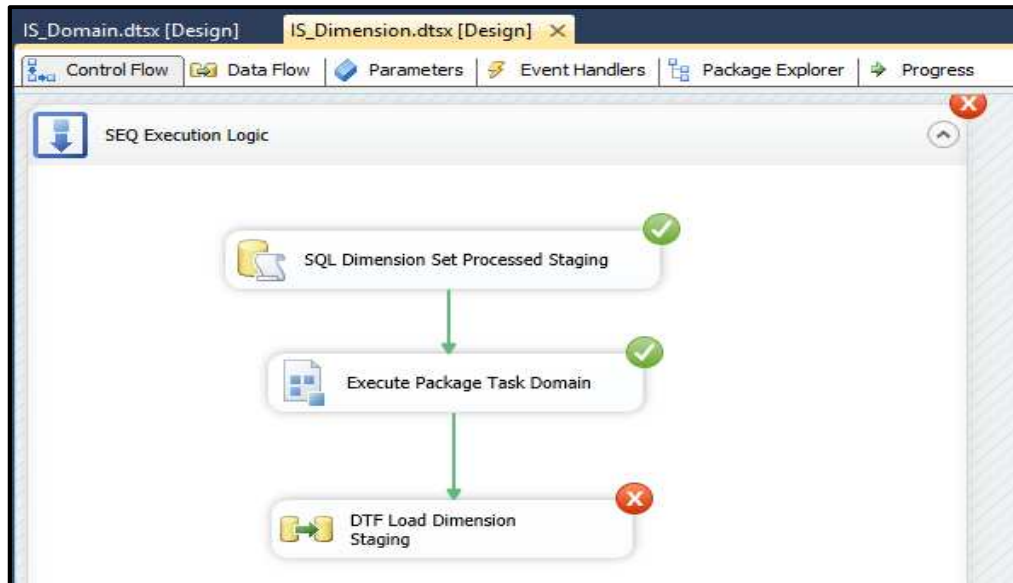 IS_Domain.dtsx [Design]
IS_Dimension.dtsx [Design]
Control Flow
Data Flow
Parameters
Event Handlers
Package Explorer
Progress
SEQ Execution Logic
SQL Dimension Set Processed Staging
Execute Package Task Domain
DTF Load Dimension
Staging